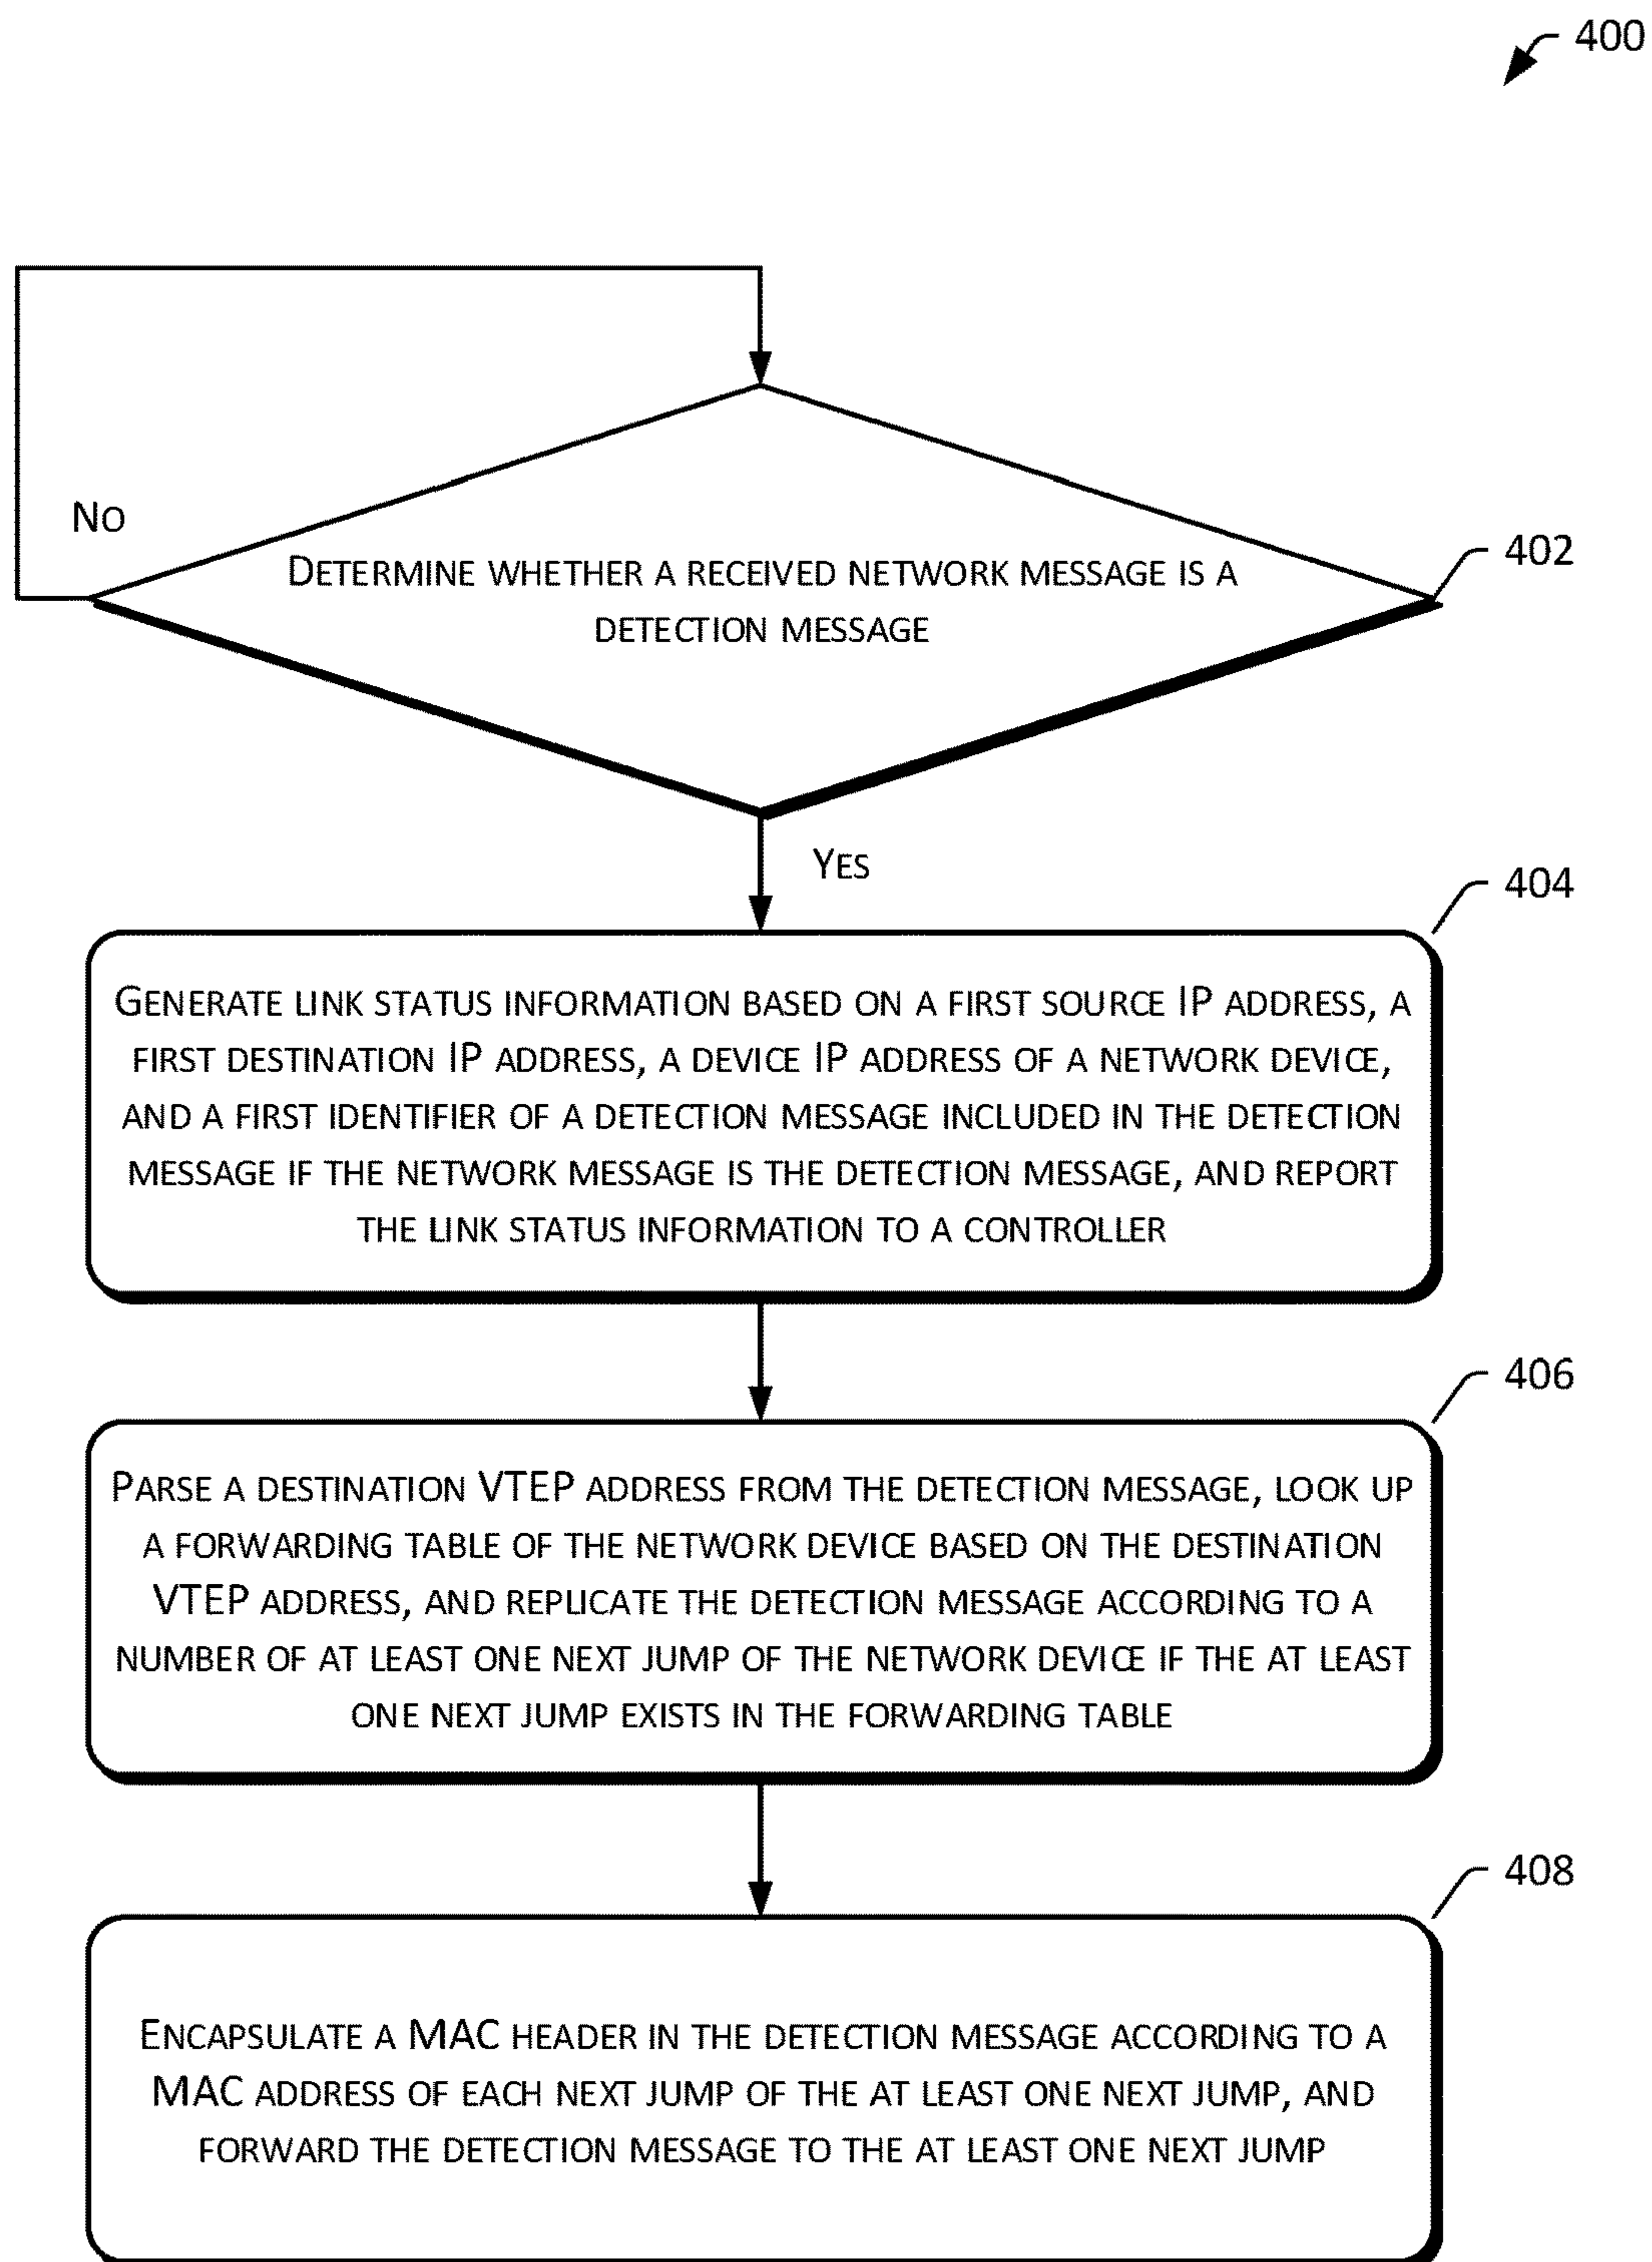 400
No
402
DETERMINE WHETHER A RECEIVED NETWORK MESSAGE IS A
DETECTION MESSAGE
YES
404
GENERATE LINK STATUS INFORMATION BASED ON A FIRST SOURCE IP ADDRESS, A
FIRST DESTINATION IP ADDRESS, A DEVICE IP ADDRESS OF A NETWORK DEVICE,
AND A FIRST IDENTIFIER OF A DETECTION MESSAGE INCLUDED IN THE DETECTION
MESSAGE IF THE NETWORK MESSAGE IS THE DETECTION MESSAGE, AND REPORT
THE LINK STATUS INFORMATION TO A CONTROLLER
406
PARSE A DESTINATION VTEP ADDRESS FROM THE DETECTION MESSAGE, LOOK UP
A FORWARDING TABLE OF THE NETWORK DEVICE BASED ON THE DESTINATION
VTEP ADDRESS, AND REPLICATE THE DETECTION MESSAGE ACCORDING TO A
NUMBER OF AT LEAST ONE NEXT JUMP OF THE NETWORK DEVICE IF THE AT LEAST
ONE NEXT JUMP EXISTS IN THE FORWARDING TABLE
408
ENCAPSULATE A MAC HEADER IN THE DETECTION MESSAGE ACCORDING TO A
MAC ADDRESS OF EACH NEXT JUMP OF THE AT LEAST ONE NEXT JUMP, AND
FORWARD THE DETECTION MESSAGE TO THE AT LEAST ONE NEXT JUMP